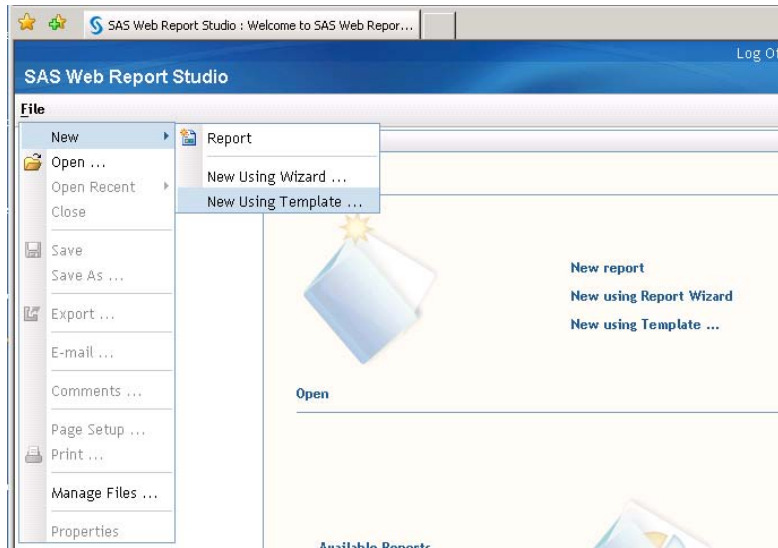 SAS Web Report Studio : Welcome to SAS Web Repor...
Log Of
SAS Web Report Studio
File
New
Open ...
Open Recent
Close
Save
Save As ...
Export ...
E-mail ...
Comments ...
Page Setup ...
Print ...
Manage Files ...
Properties
Report
New Using Wizard ...
New Using Template ...
New report
New using Report Wizard
New using Template ...
Open
Available Reports